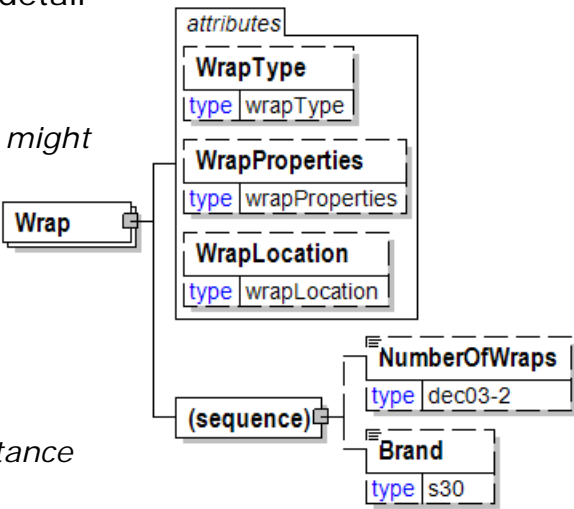 detail
attributes
WrapType
type wrapType
might
WrapProperties
type wrapProperties
Wrap
WrapLocation
type wrapLocation
NumberOfWraps
type dec03-2
(sequence)
Brand
tance
type s30